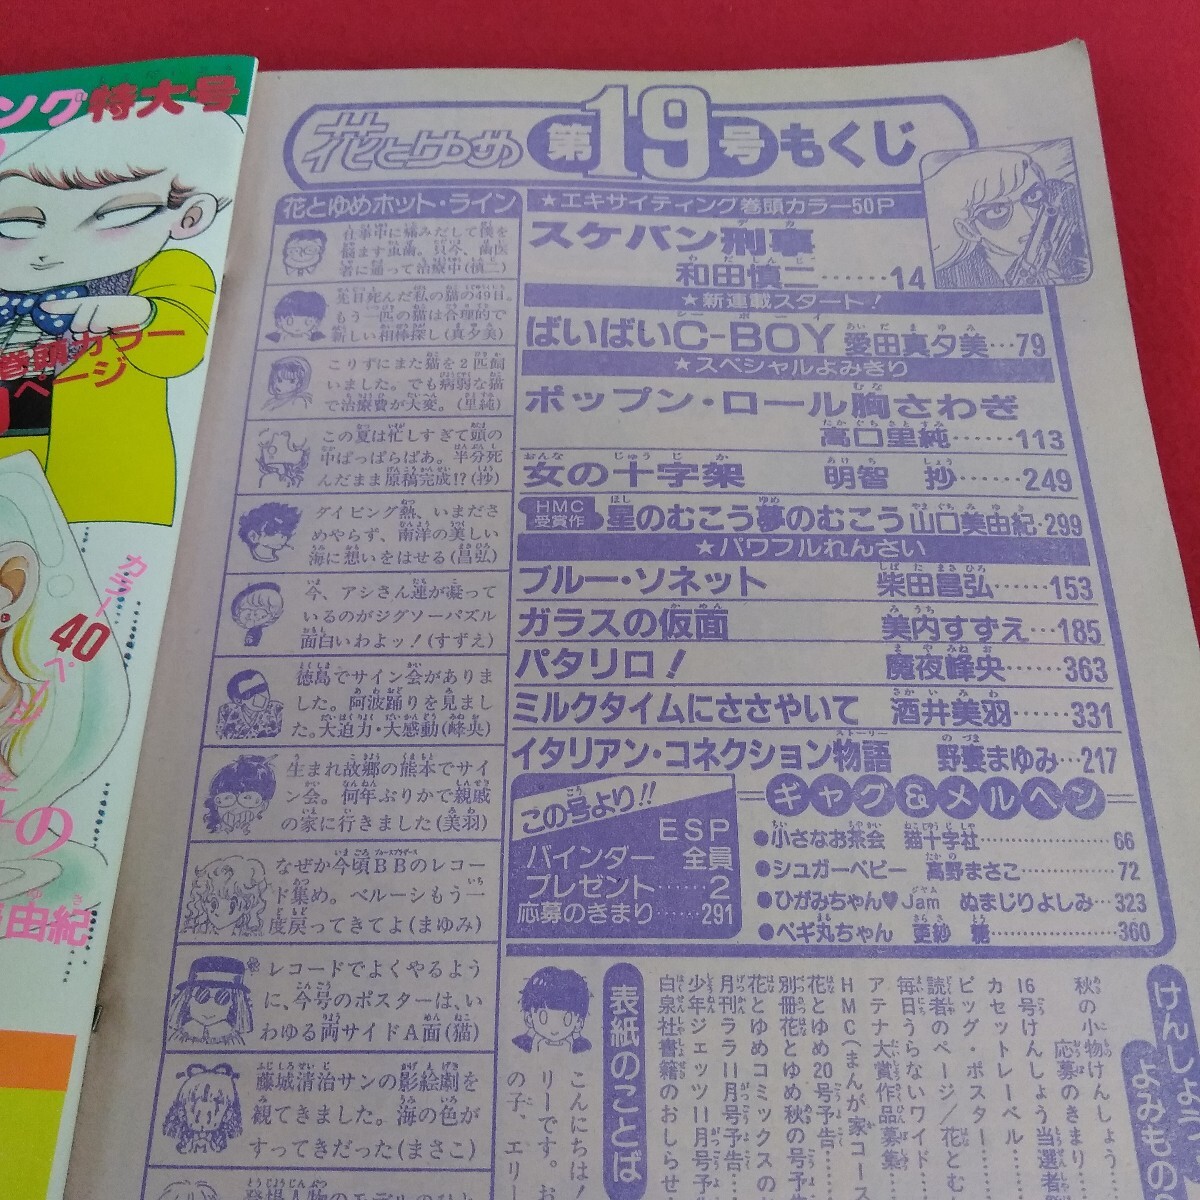 ング特大号
巻頭カラー
ページ
カラー40ページ
の
由紀
花とゆめ 第19号もくじ
花とゆめホット・ライン
仕事中に痛みだして僕を
悩ます虫歯。只今、歯医
者に通って治療中(慎二)
先日死んだ私の猫の49日。
もう一匹の猫は合理的で
新しい相棒探し(真夕美)
こりずにまた猫を2匹飼
いました。でも病弱な猫
で治療費が大変。(里純)
この夏は忙しすぎて頭の
中ぱっぱらぱあ。半分死
んだまま原稿完成!?(抄)
ダイビング熱、いまださ
めやらず、南洋の美しい
海に想いをはせる(昌弘)
今、アシさん達が凝って
いるのがジグソーパズル
面白いわよッ!(すずえ)
徳島でサイン会がありま
した。阿波踊りを見まし
た。大迫力・大感動(峰央)
生まれ故郷の熊本でサイ
ン会。何年ぶりかで親戚
の家に行きました(美羽)
なぜか今頃BBのレコー
ド集め。ベルーシもう一
度戻ってきてよ(まゆみ)
レコードでよくやるよう
に、今号のポスターは、い
わゆる両サイドA面(猫)
藤城清治サンの影絵劇を
観てきました。海の色が
すってきだった(まさこ)
登場人物のモデルのひと
★エキサイティング巻頭カラー50P
スケバン刑事
和田慎二……14
★新連載スタート!
ばいばいC-BOY 愛田真夕美…79
★スペシャルよみきり
ポップン・ロール胸さわぎ
高口里純……113
女の十字架 明智 抄……249
HMC受賞作 星のむこう夢のむこう 山口美由紀・299
★パワフルれんさい
ブルー・ソネット 柴田昌弘……153
ガラスの仮面 美内すずえ…185
パタリロ! 魔夜峰央……363
ミルクタイムにささやいて 酒井美羽……331
イタリアン・コネクション物語 野妻まゆみ…217
この号より!!
ESP
バインダー全員
プレゼント……2
応募のきまり…291
ギャグ&メルヘン
●小さなお茶会 猫十字社……66
●シュガーベビー 高野まさこ……72
●ひがみちゃん♥Jam ぬまじりよしみ…323
●ペギ丸ちゃん 更紗 糖……360
けんしょう
よみもの
秋の小物けんしょう
応募のきまり
16号けんしょう当選者
カセットレーベル
ビッグ・ポスター
読者のページ/花とゆめ
毎日うらないワイド
アテナ大賞作品募集
HMC(まんが家コース
花とゆめ20号予告
別冊花とゆめ秋の号予告
花とゆめコミックスの
月刊ララ11月号予告
少年ジェッツ11月号予
白泉社書籍のおしらせ
表紙のことば
こんにちは!
リーです。お
の子、エリー